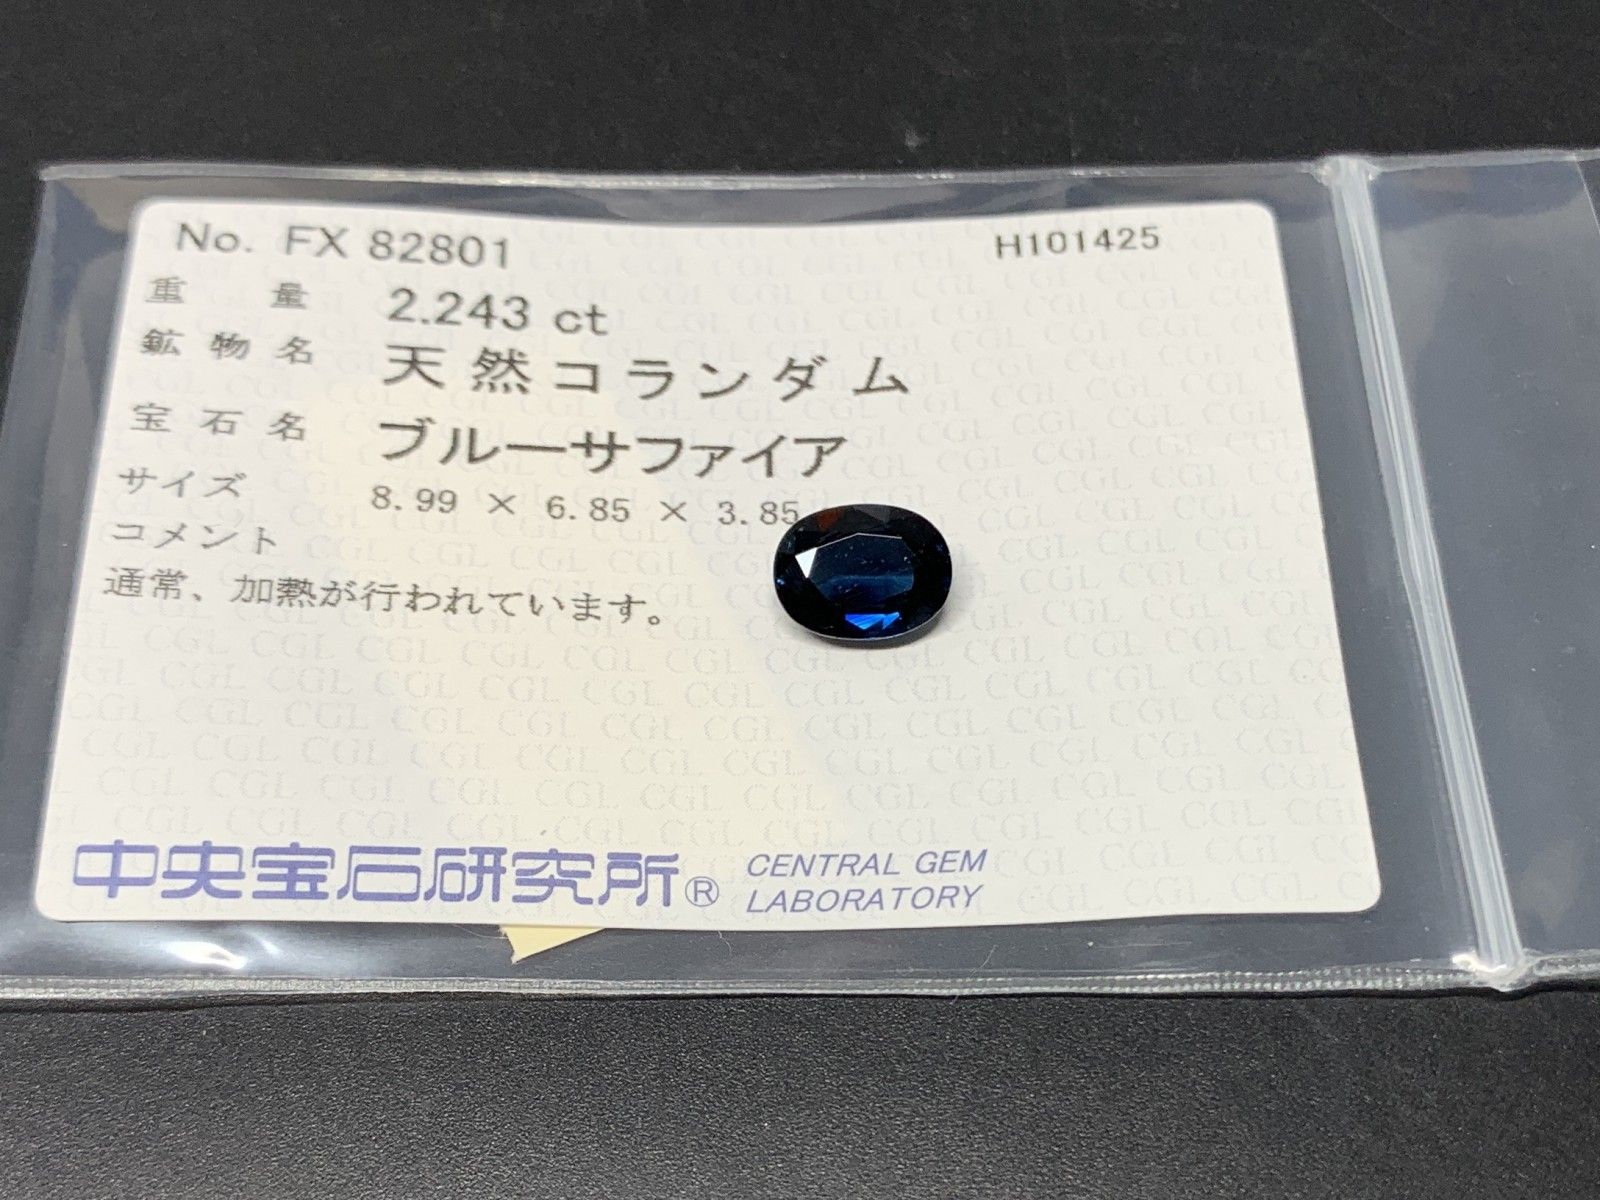 No. FX 82801 H101425
重量 2.243 ct
鉱物名 天然コランダム
宝石名 ブルーサファイア
サイズ 8.99 × 6.85 × 3.85
コメント
通常、加熱が行われています。
中央宝石研究所® CENTRAL GEM
LABORATORY